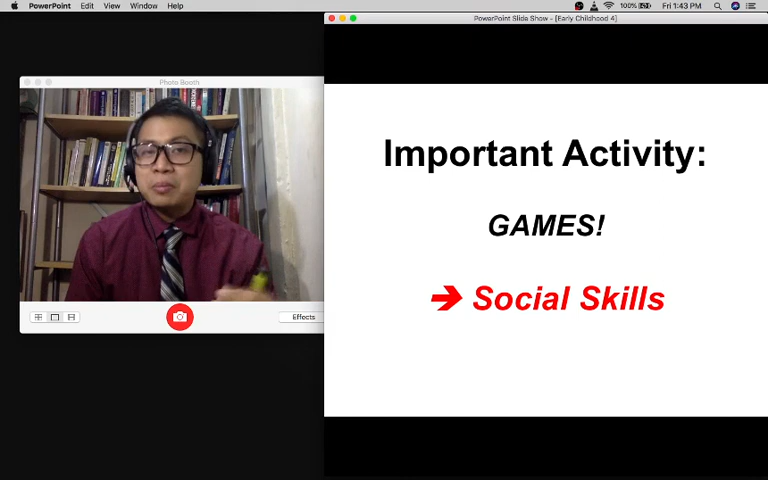 PowerPoint Edit View Window Help
100% Fri 1:43 PM
PowerPoint Slide Show - [Early Childhood 4]
Photo Booth
Important Activity:
GAMES!
➔ Social Skills
Effects